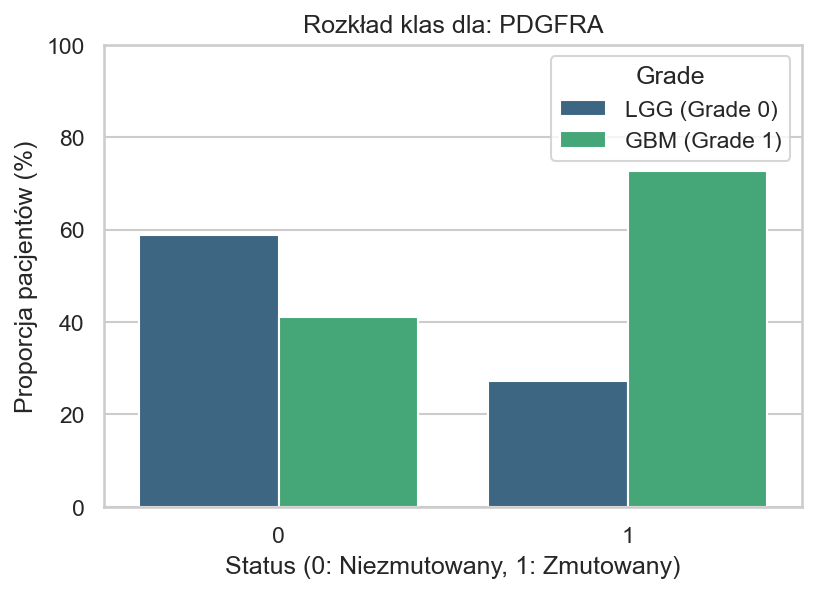 Rozkład klas dla: PDGFRA
Proporcja pacjentów (%)
100
80
60
40
20
0
Grade
LGG (Grade 0)
GBM (Grade 1)
0
1
Status (0: Niezmutowany, 1: Zmutowany)